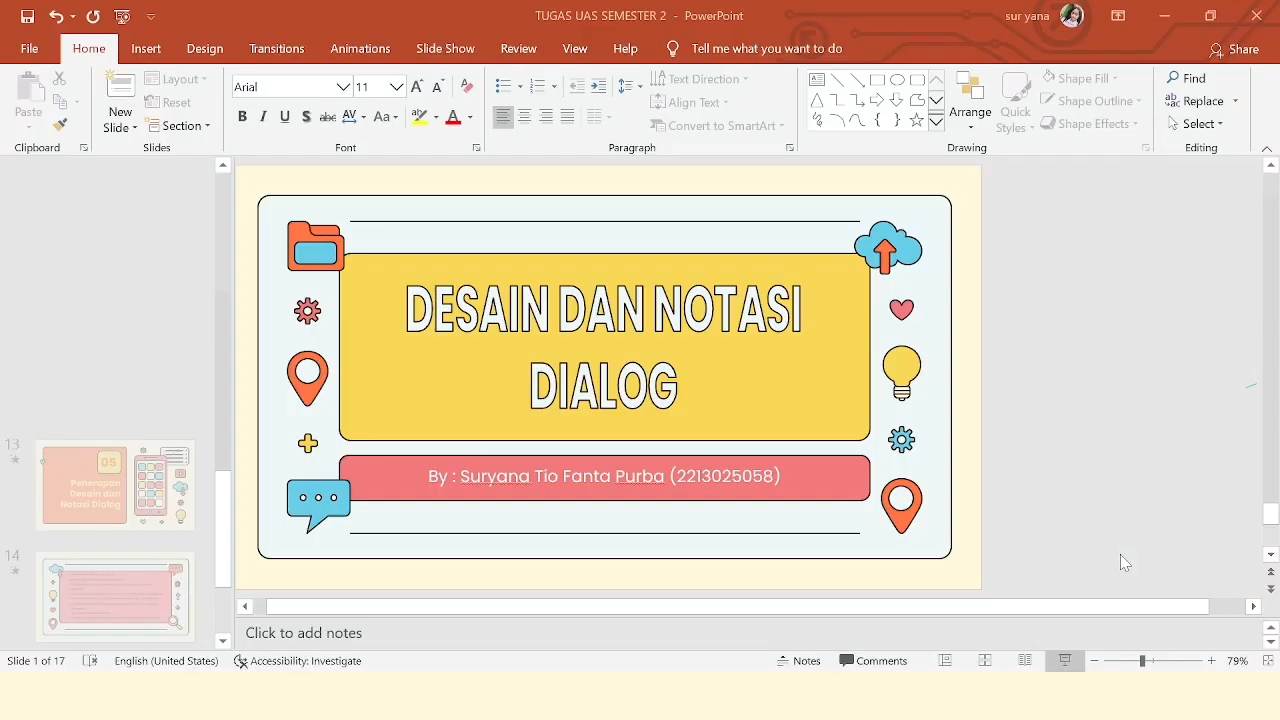 TUGAS UAS SEMESTER 2 - PowerPoint
sur yana
File Home Insert Design Transitions Animations Slide Show Review View Help Tell me what you want to do Share
Paste
New Slide
Layout
Reset
Section
Arial 11
B I U S abc AV Aa A
Text Direction
Align Text
Convert to SmartArt
Arrange
Quick Styles
Shape Fill
Shape Outline
Shape Effects
Find
Replace
Select
Clipboard Slides Font Paragraph Drawing Editing
13
05
Penerapan
Desain dan
Notasi Dialog
14
DESAIN DAN NOTASI
DIALOG
By : Suryana Tio Fanta Purba (2213025058)
Click to add notes
Slide 1 of 17 English (United States) Accessibility: Investigate Notes Comments 79%